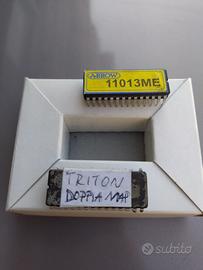 ARROW
11013ME
TRITON
DOPPIA MAP
subito